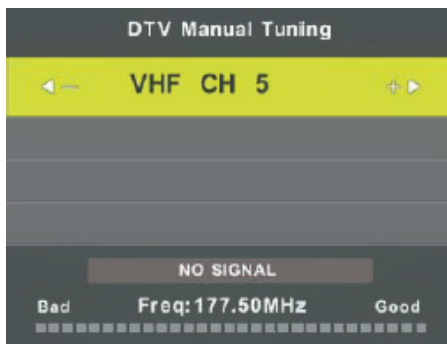 DTV Manual Tuning
VHF CH 5
NO SIGNAL
Bad Freq:177.50MHz Good